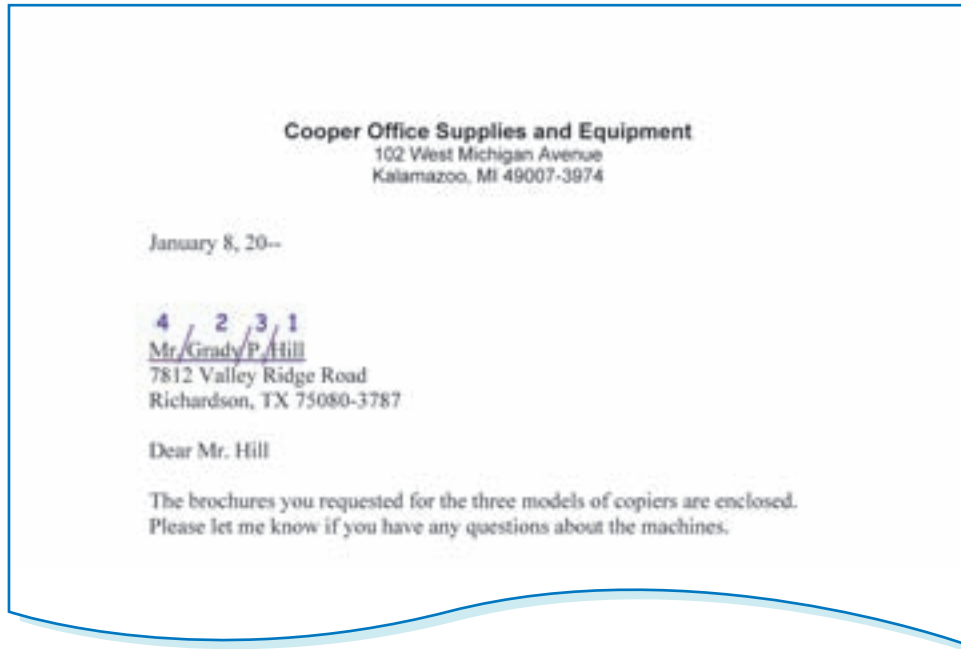 Cooper Office Supplies and Equipment
102 West Michigan Avenue
Kalamazoo, MI 49007-3974
January 8, 20--
4 / 2 / 3 / 1
Mr/Grady/P/Hill
7812 Valley Ridge Road
Richardson, TX 75080-3787
Dear Mr. Hill
The brochures you requested for the three models of copiers are enclosed.
Please let me know if you have any questions about the machines.